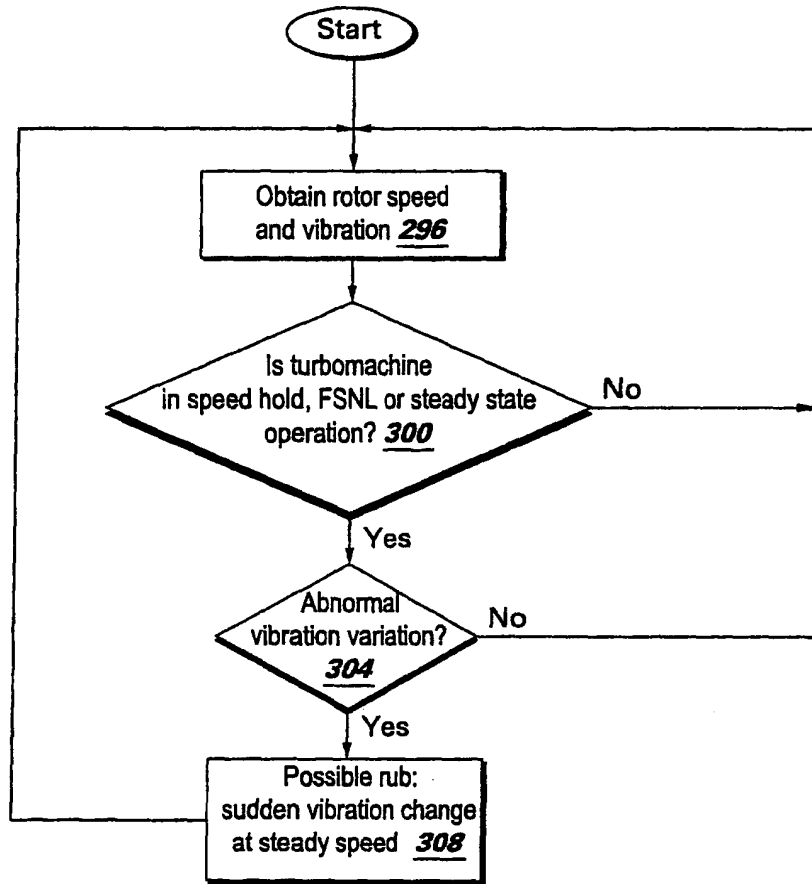 Start
Obtain rotor speed
and vibration 296
Is turbomachine
in speed hold, FSNL or steady state
operation? 300
No
Yes
Abnormal
vibration variation?
304
No
Yes
Possible rub:
sudden vibration change
at steady speed 308